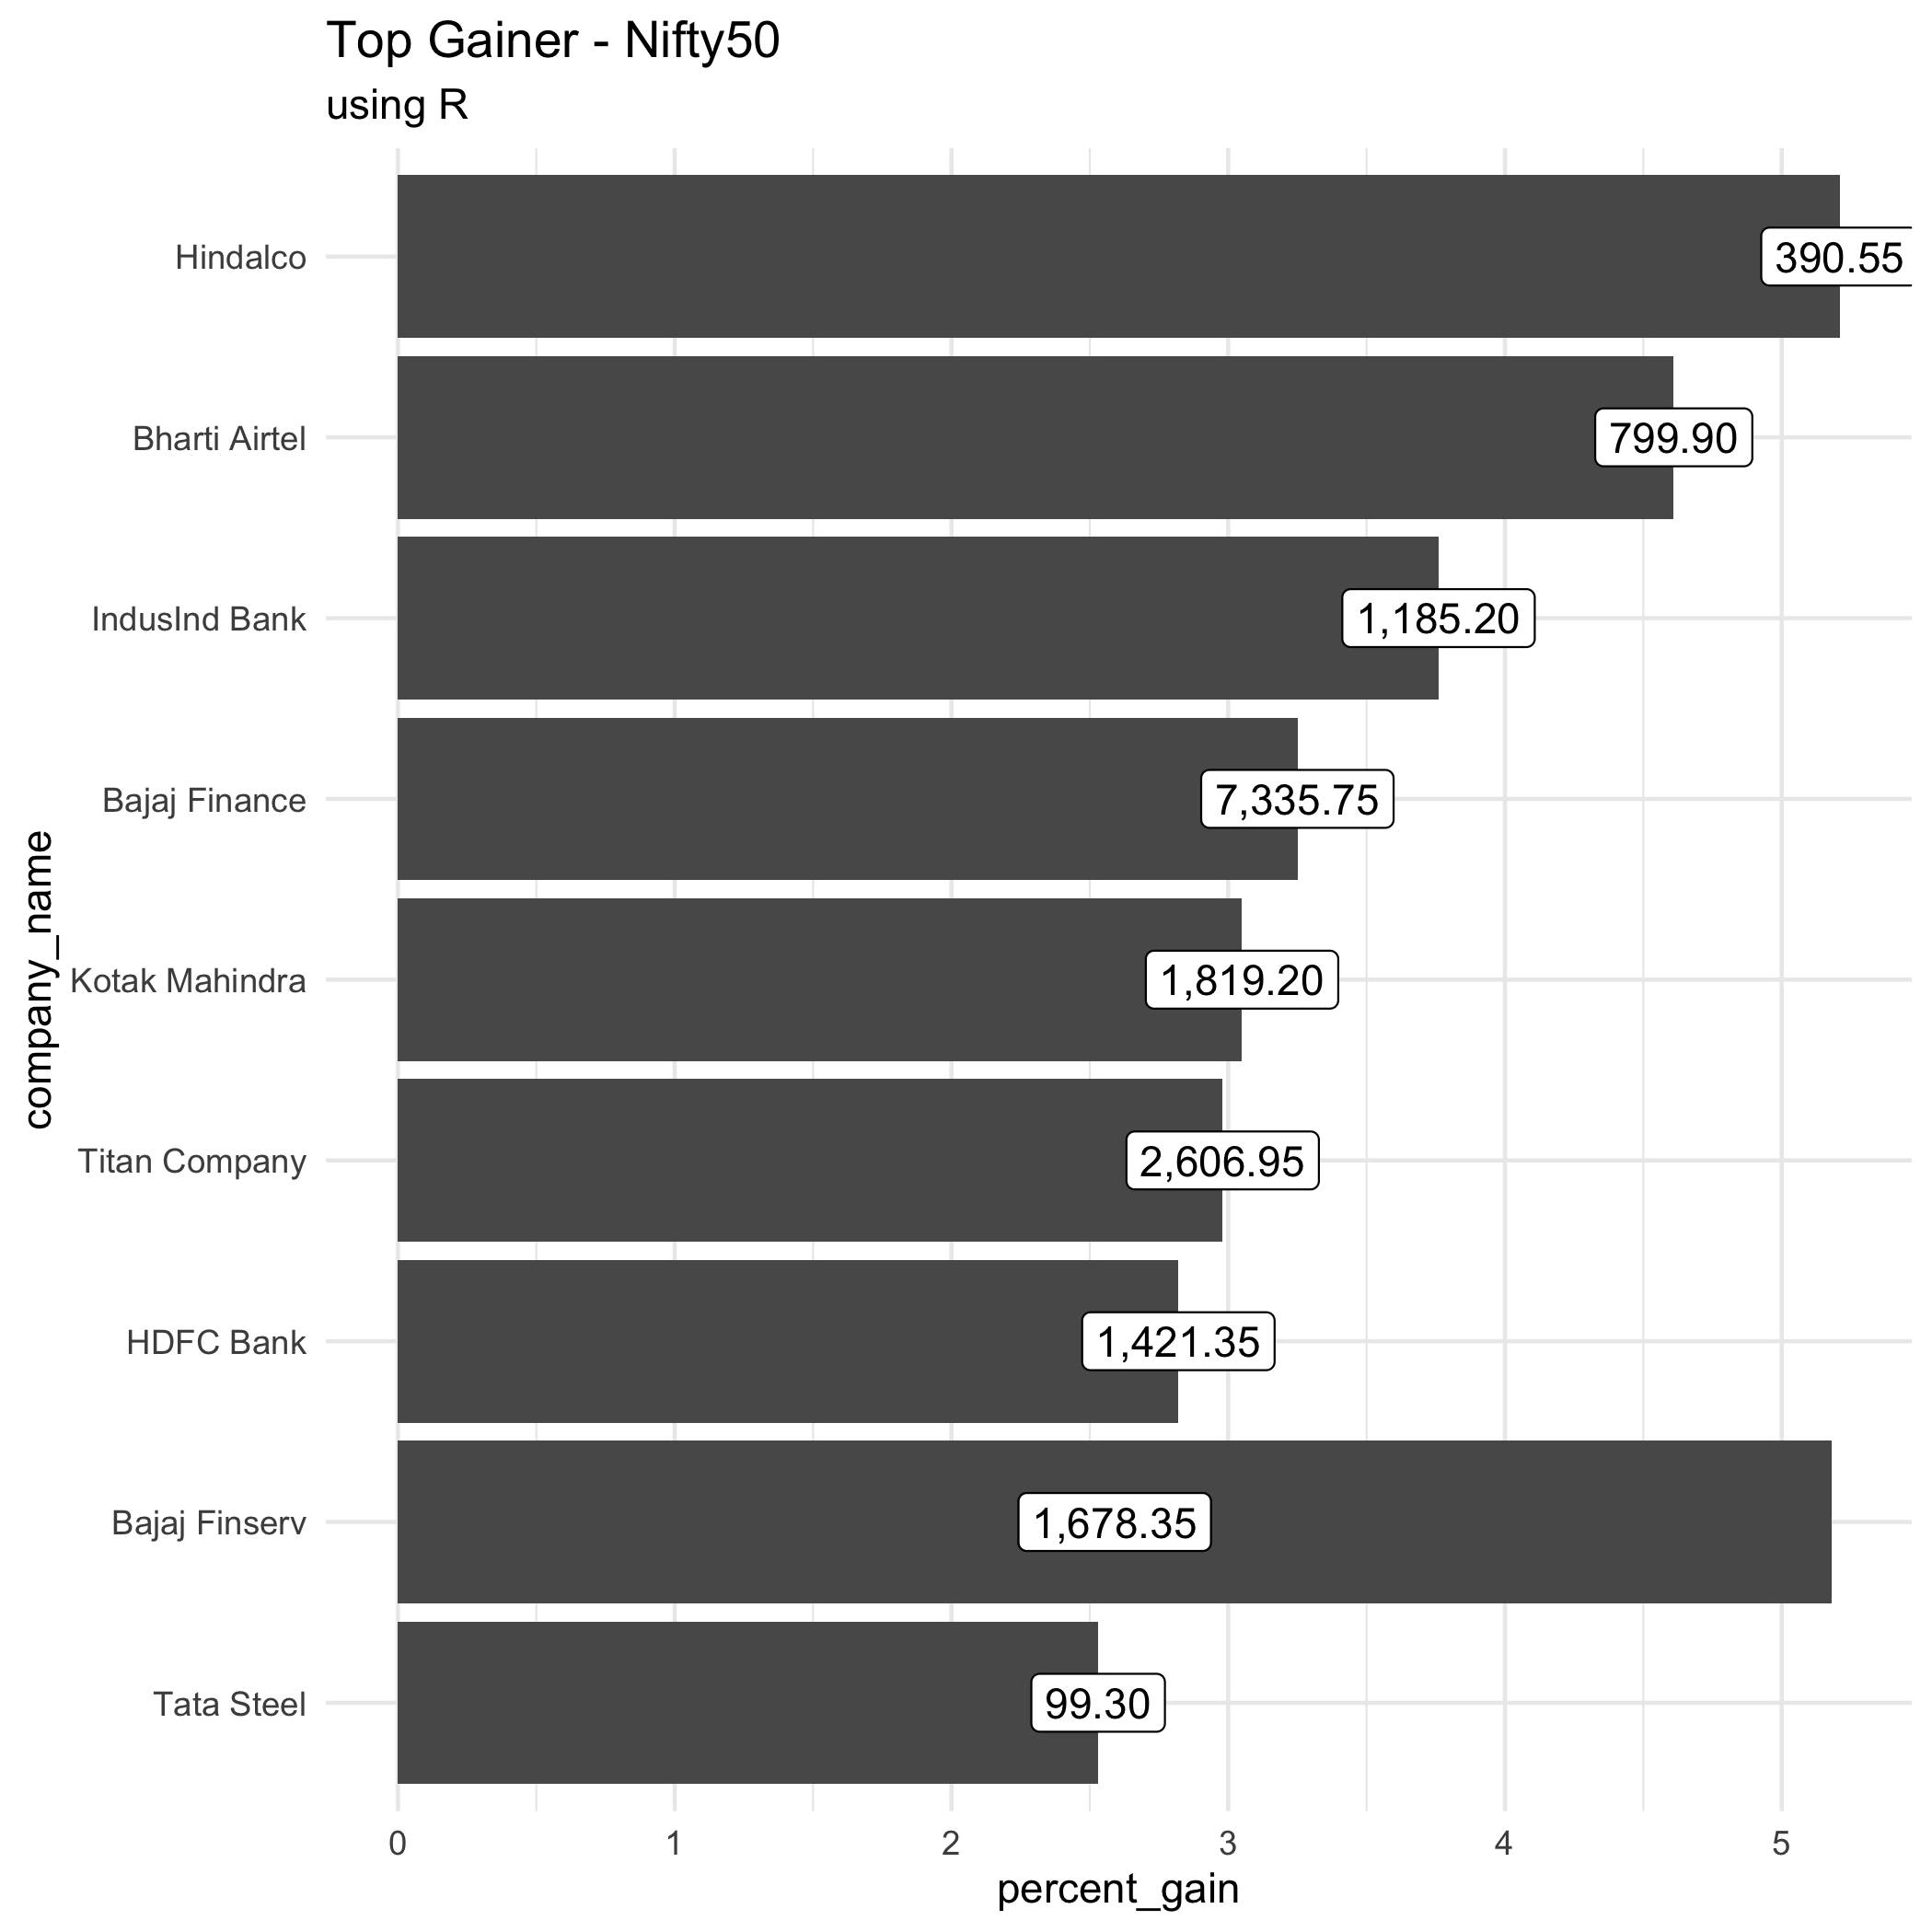 Top Gainer - Nifty50
using R
Hindalco
390.55
Bharti Airtel
799.90
IndusInd Bank
1,185.20
Bajaj Finance
7,335.75
Kotak Mahindra
1,819.20
Titan Company
2,606.95
HDFC Bank
1,421.35
Bajaj Finserv
1,678.35
Tata Steel
99.30
company_name
0 1 2 3 4 5
percent_gain